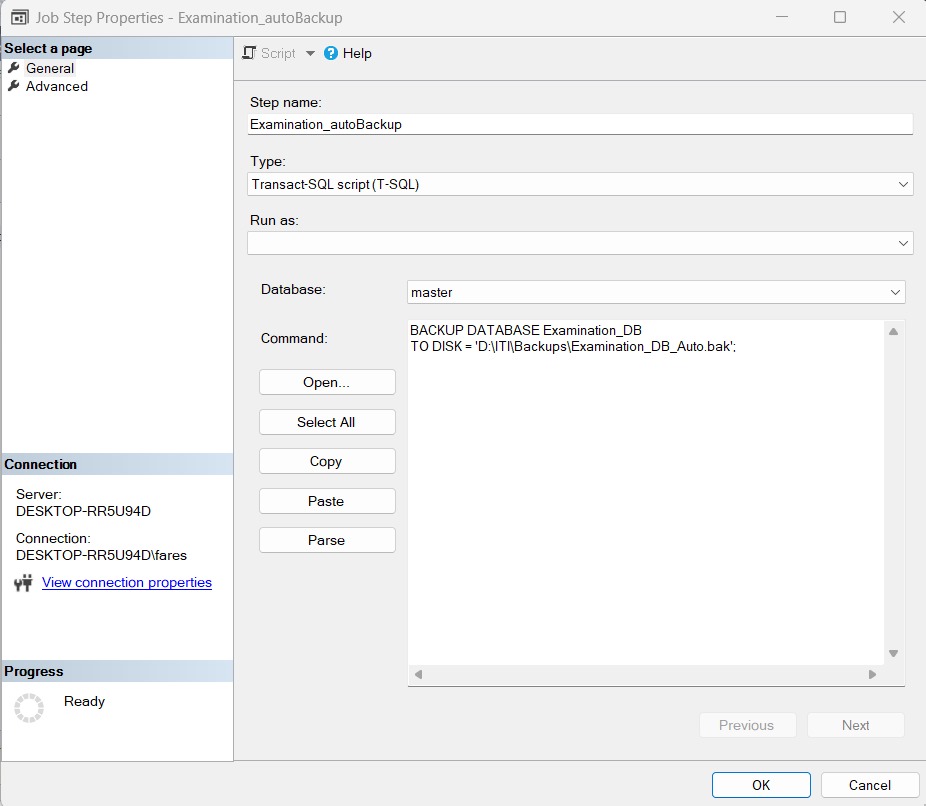 Job Step Properties - Examination_autoBackup
Select a page
General
Advanced
Script
Help
Step name:
Examination_autoBackup
Type:
Transact-SQL script (T-SQL)
Run as:
Database:
master
Command:
BACKUP DATABASE Examination_DB
TO DISK = 'D:\ITI\Backups\Examination_DB_Auto.bak';
Open...
Select All
Copy
Paste
Parse
Connection
Server:
DESKTOP-RR5U94D
Connection:
DESKTOP-RR5U94D\fares
View connection properties
Progress
Ready
Previous
Next
OK
Cancel